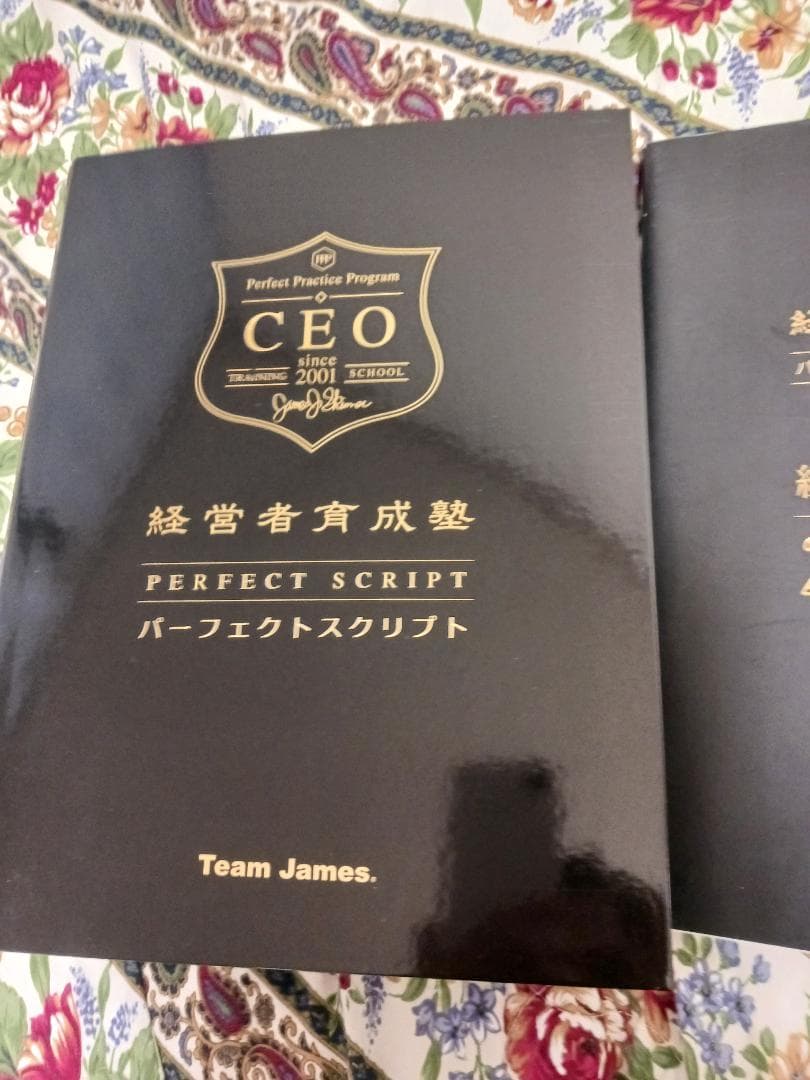 Perfect Practice Program
CEO
since
TRAINING 2001 SCHOOL
経営者育成塾
PERFECT SCRIPT
パーフェクトスクリプト
Team James.